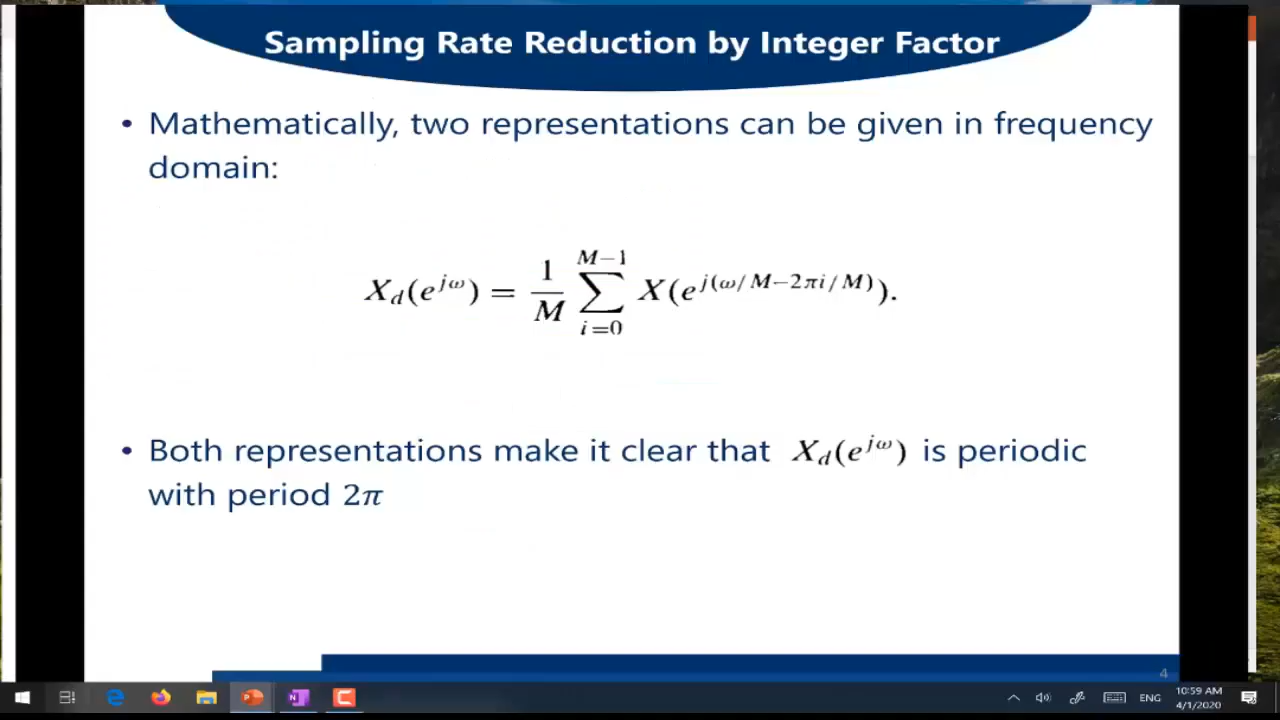 Sampling Rate Reduction by Integer Factor
• Mathematically, two representations can be given in frequency
domain:
X_d(e^{jω}) = \frac{1}{M} \sum_{i=0}^{M-1} X(e^{j(ω/M−2πi/M)}).
• Both representations make it clear that X_d(e^{jω}) is periodic
with period 2π
4
ENG
10:59 AM
4/1/2020